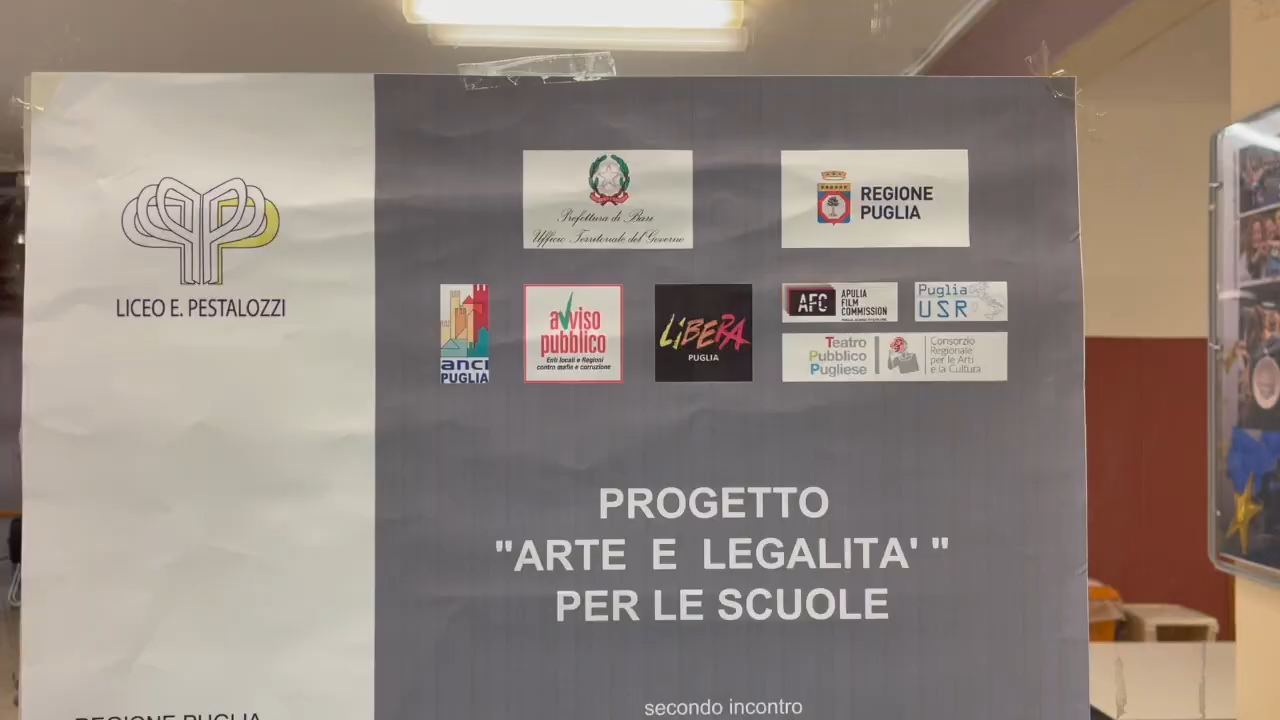 LICEO E. PESTALOZZI
Prefettura di Bari
Ufficio Territoriale del Governo
REGIONE
PUGLIA
anci
PUGLIA
avviso
pubblico
Enti locali e Regioni
contro mafie e corruzione
LiBERA
PUGLIA
AFC
APULIA
FILM
COMMISSION
Puglia
USR
Teatro
Pubblico
Pugliese
Consorzio
Regionale
per le Arti
e la Cultura
PROGETTO
"ARTE E LEGALITA' "
PER LE SCUOLE
secondo incontro
REGIONE PUGLIA